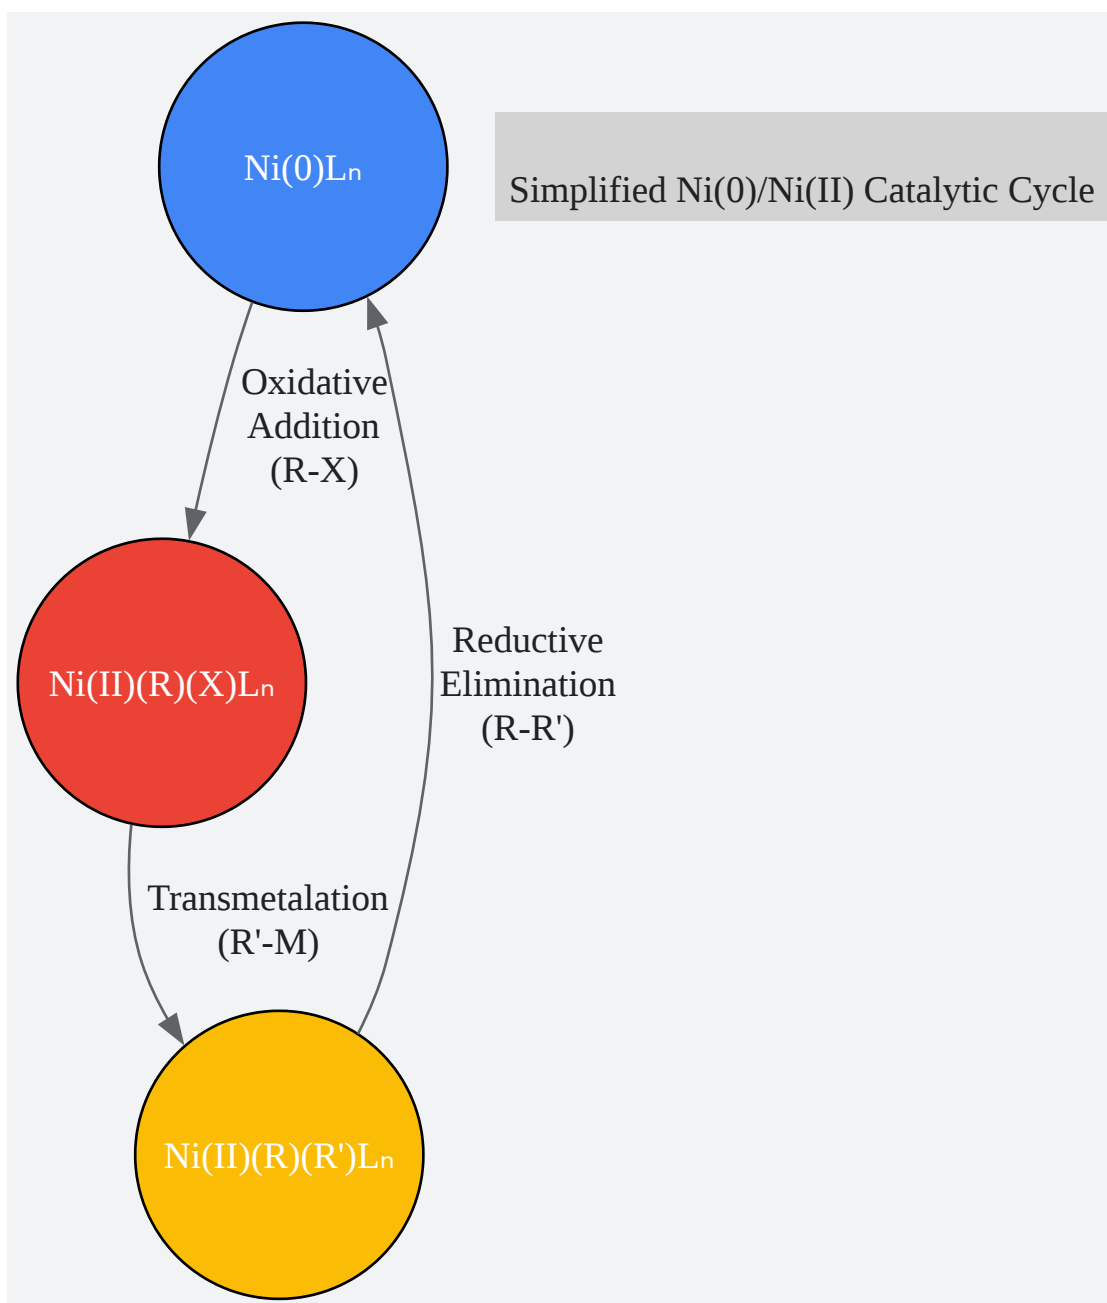 Ni(0)Lₙ
Simplified Ni(0)/Ni(II) Catalytic Cycle
Oxidative
Addition
(R-X)
Reductive
Elimination
(R-R')
Ni(II)(R)(X)Lₙ
Transmetalation
(R'-M)
Ni(II)(R)(R')Lₙ